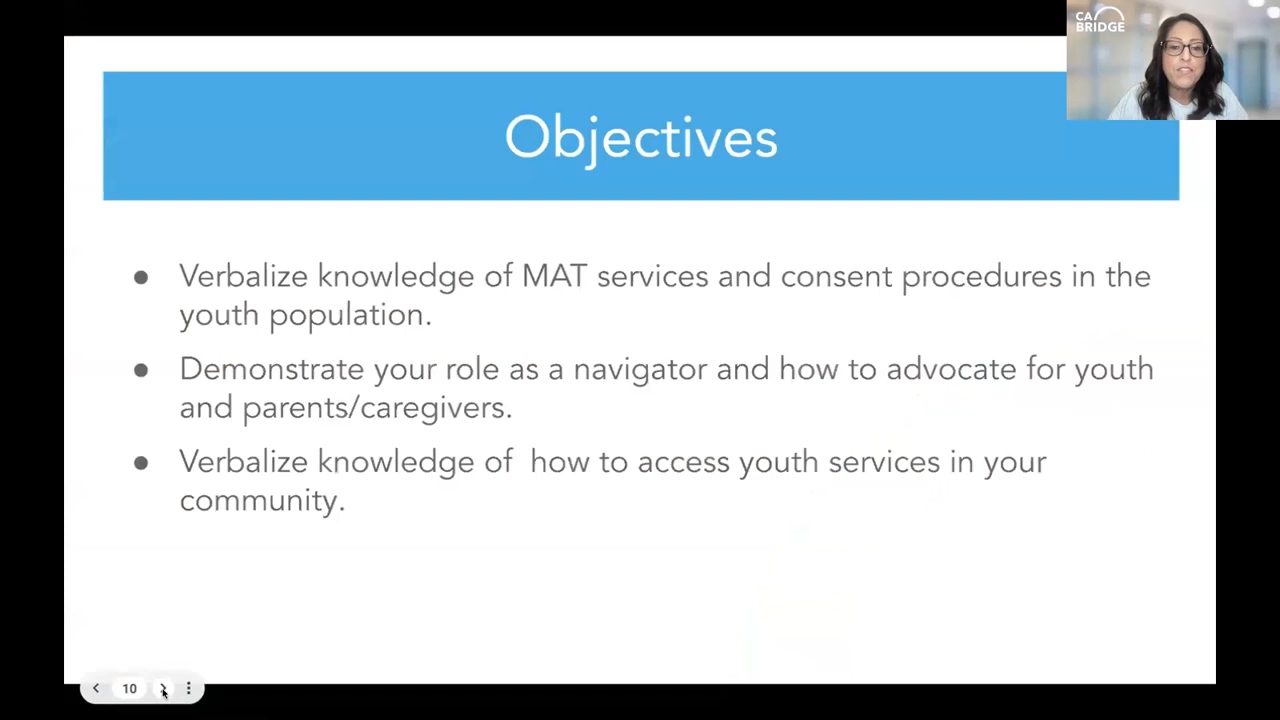 CA
BRIDGE
Objectives
● Verbalize knowledge of MAT services and consent procedures in the
youth population.
● Demonstrate your role as a navigator and how to advocate for youth
and parents/caregivers.
● Verbalize knowledge of  how to access youth services in your
community.
10